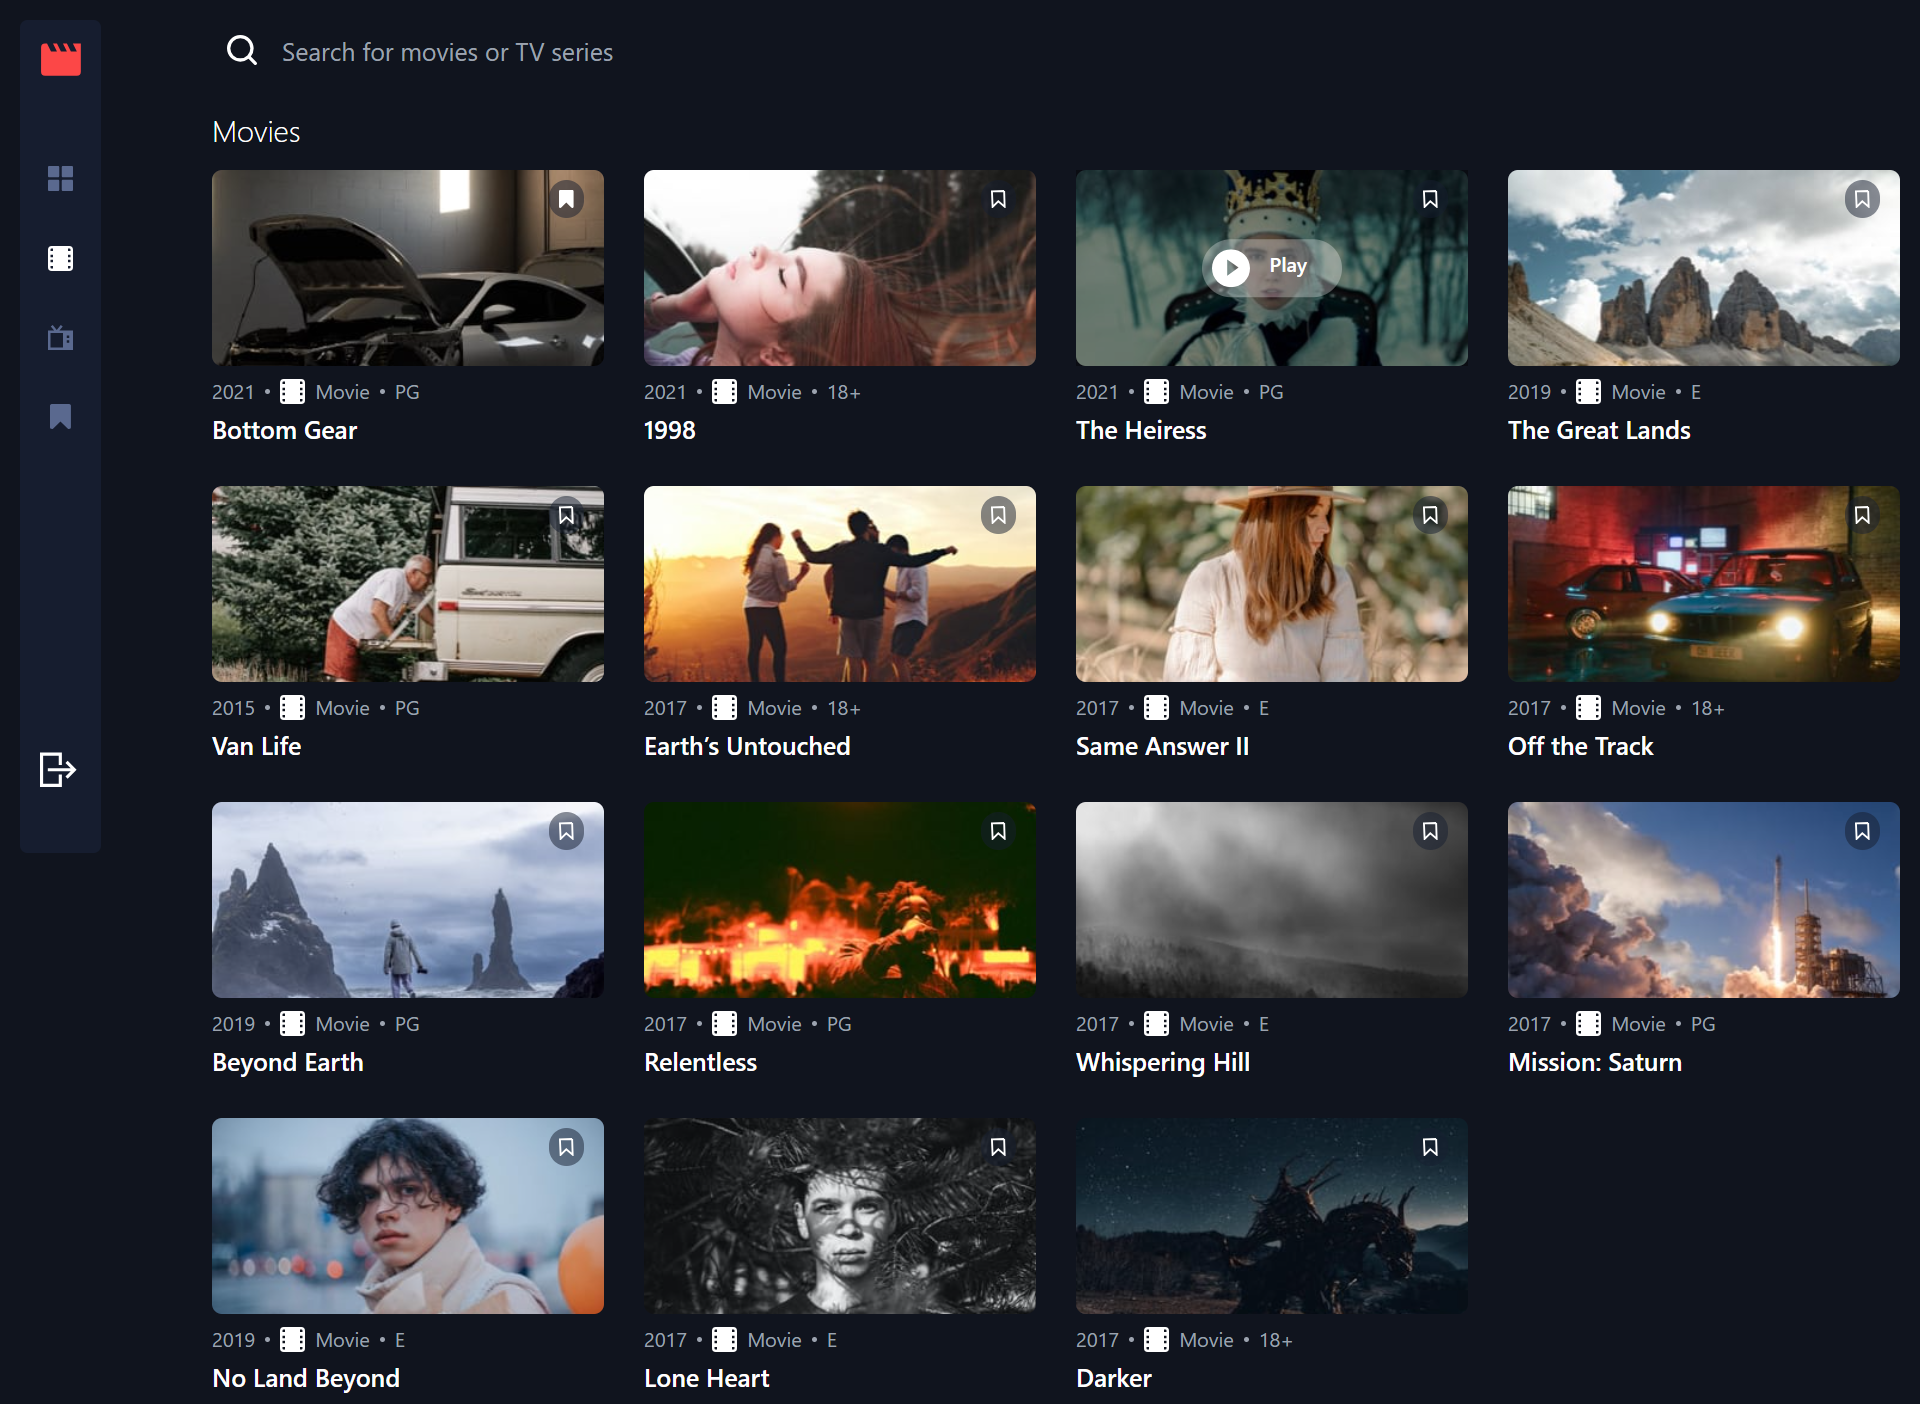 Search for movies or TV series
Movies
Play
2021 • Movie • PG
Bottom Gear
2021 • Movie • 18+
1998
2021 • Movie • PG
The Heiress
2019 • Movie • E
The Great Lands
2015 • Movie • PG
Van Life
2017 • Movie • 18+
Earth’s Untouched
2017 • Movie • E
Same Answer II
2017 • Movie • 18+
Off the Track
2019 • Movie • PG
Beyond Earth
2017 • Movie • PG
Relentless
2017 • Movie • E
Whispering Hill
2017 • Movie • PG
Mission: Saturn
2019 • Movie • E
No Land Beyond
2017 • Movie • E
Lone Heart
2017 • Movie • 18+
Darker